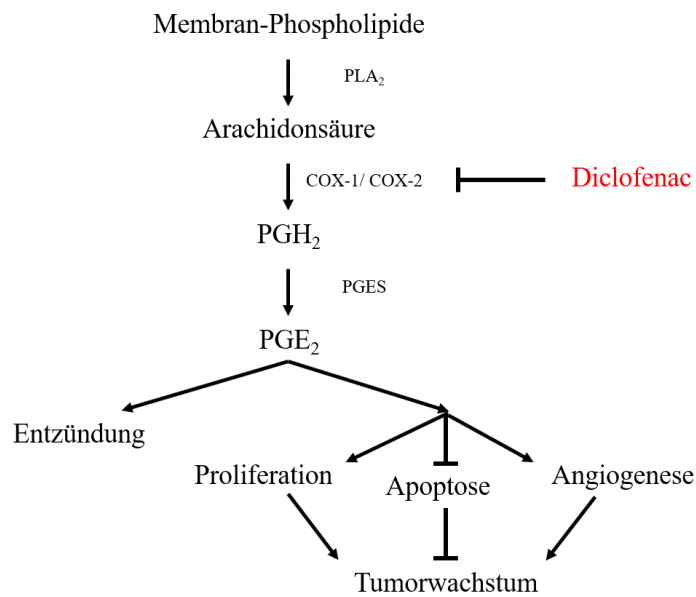 Membran-Phospholipide
PLA₂
Arachidonsäure
COX-1/ COX-2
Diclofenac
PGH₂
PGES
PGE₂
Entzündung
Proliferation
Apoptose
Angiogenese
Tumorwachstum